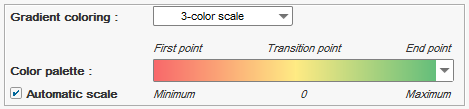 Gradient coloring : 3-color scale
First point Transition point End point
Color palette :
Automatic scale Minimum 0 Maximum